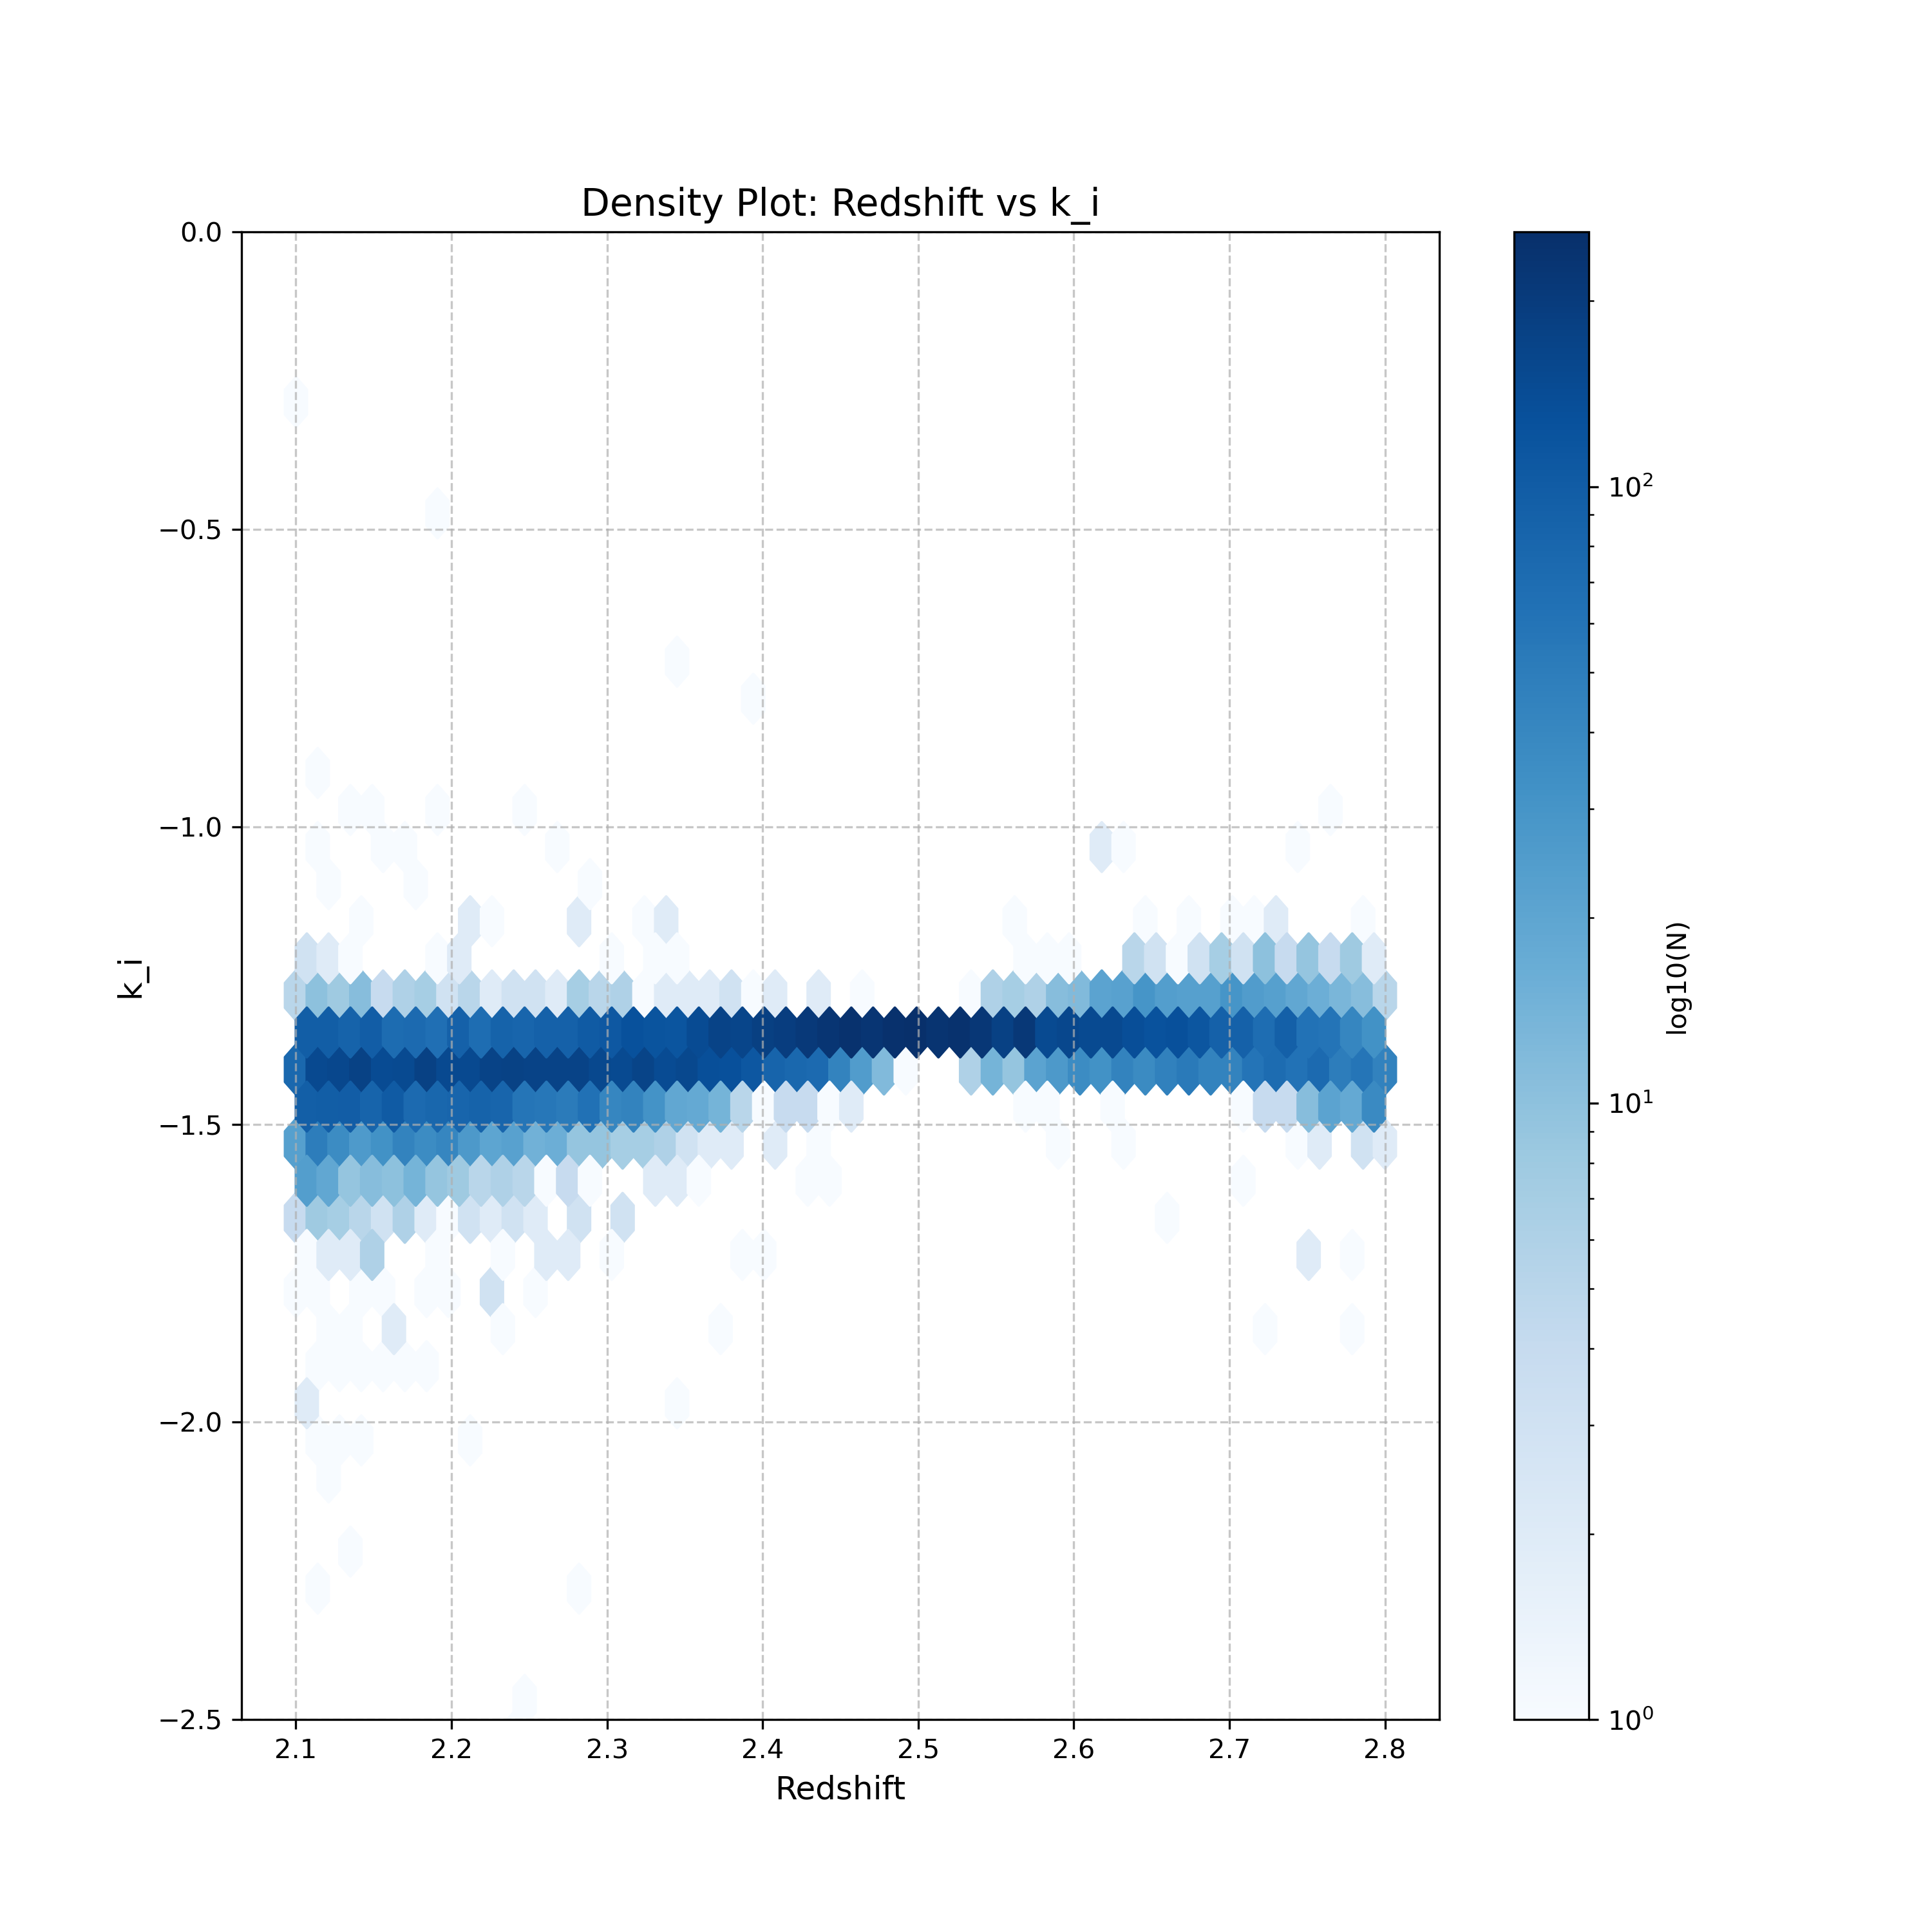 Density Plot: Redshift vs k_i
0.0
−0.5
−1.0
−1.5
−2.0
−2.5
k_i
2.1 2.2 2.3 2.4 2.5 2.6 2.7 2.8
Redshift
10²
10¹
10⁰
log10(N)